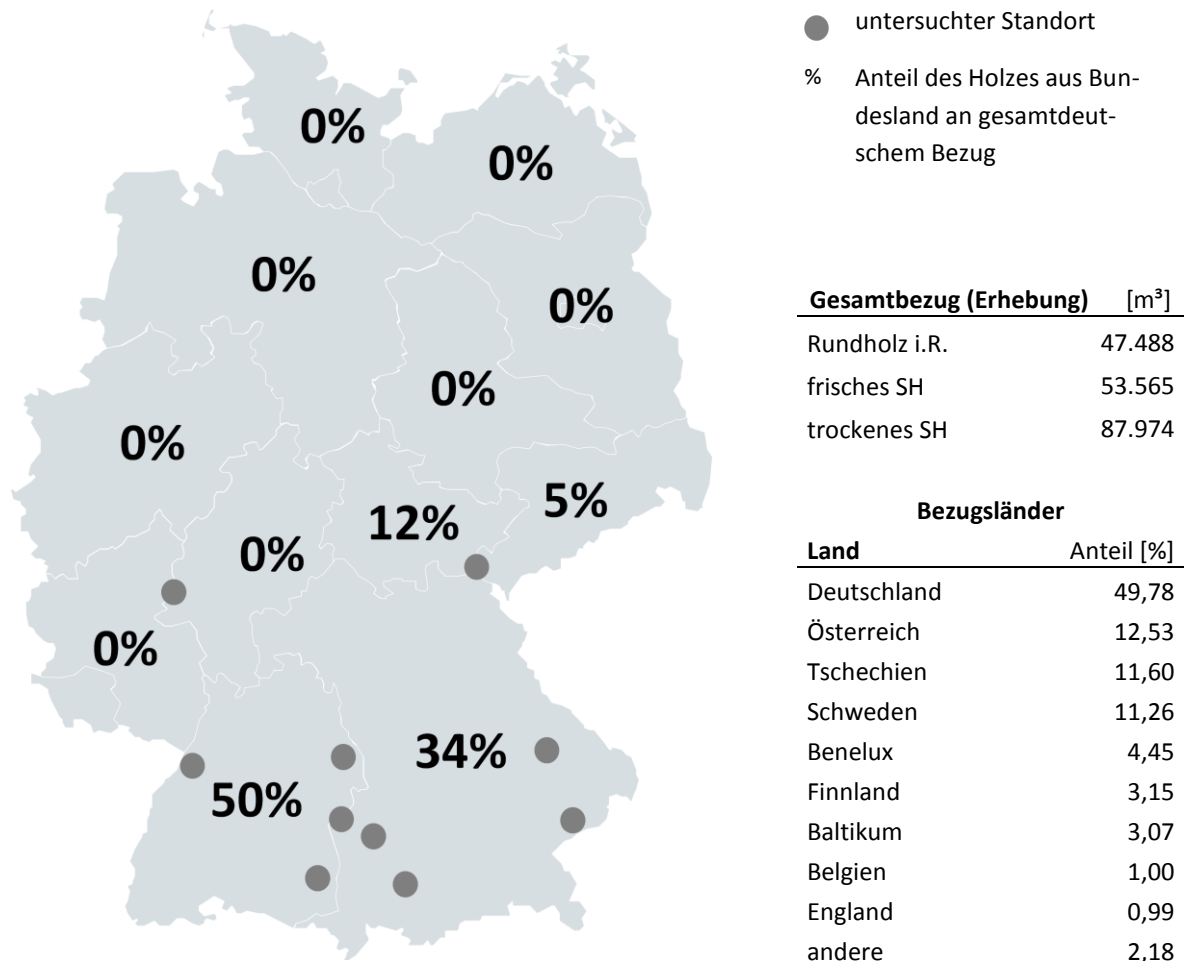 untersuchter Standort
% Anteil des Holzes aus Bun-
desland an gesamtdeut-
schem Bezug
0%
0%
0%
0%
0%
0%
5%
12%
0%
0%
34%
50%
Gesamtbezug (Erhebung) [m³]
Rundholz i.R. 47.488
frisches SH 53.565
trockenes SH 87.974
Bezugsländer
Land Anteil [%]
Deutschland 49,78
Österreich 12,53
Tschechien 11,60
Schweden 11,26
Benelux 4,45
Finnland 3,15
Baltikum 3,07
Belgien 1,00
England 0,99
andere 2,18